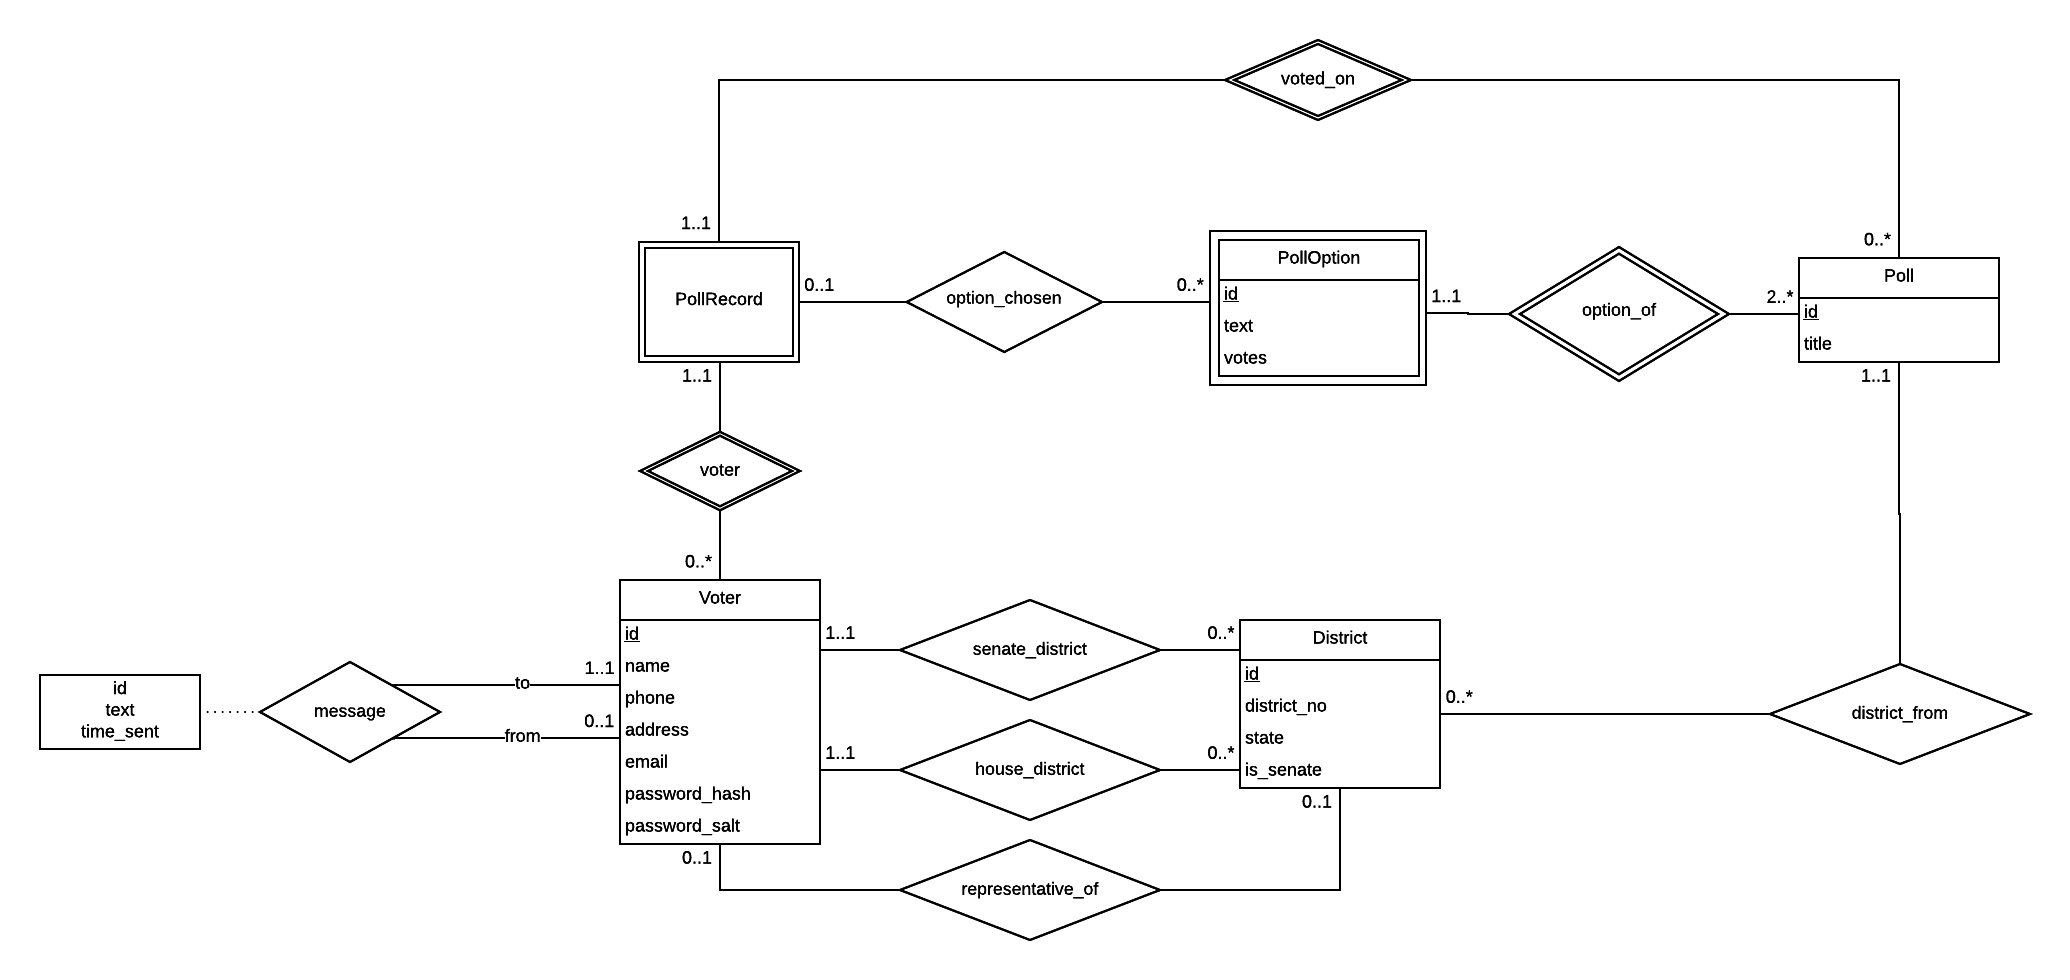 voted_on
1..1
0..*
PollRecord
0..1
option_chosen
0..*
PollOption
id
text
votes
1..1
option_of
2..*
Poll
id
title
1..1
1..1
voter
0..*
Voter
id
name
phone
address
email
password_hash
password_salt
1..1
senate_district
0..*
District
id
district_no
state
is_senate
0..*
district_from
id
text
time_sent
message
to
1..1
from
0..1
1..1
house_district
0..*
0..1
0..1
representative_of